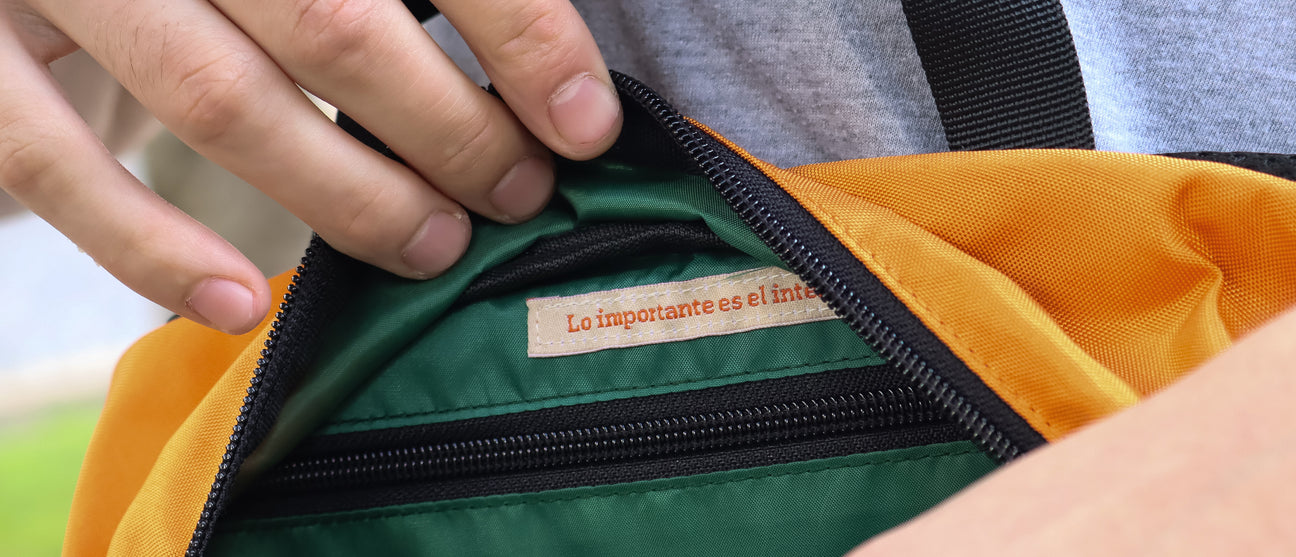 Lo importante es el inte